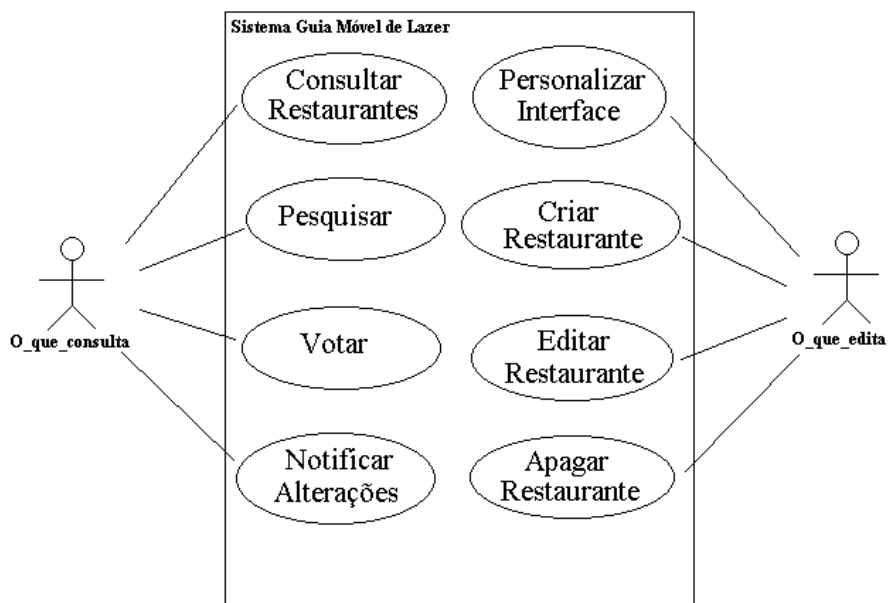 Sistema Guia Móvel de Lazer
Consultar
Restaurantes
Personalizar
Interface
Pesquisar
Criar
Restaurante
O_que_consulta
O_que_edita
Votar
Editar
Restaurante
Notificar
Alterações
Apagar
Restaurante